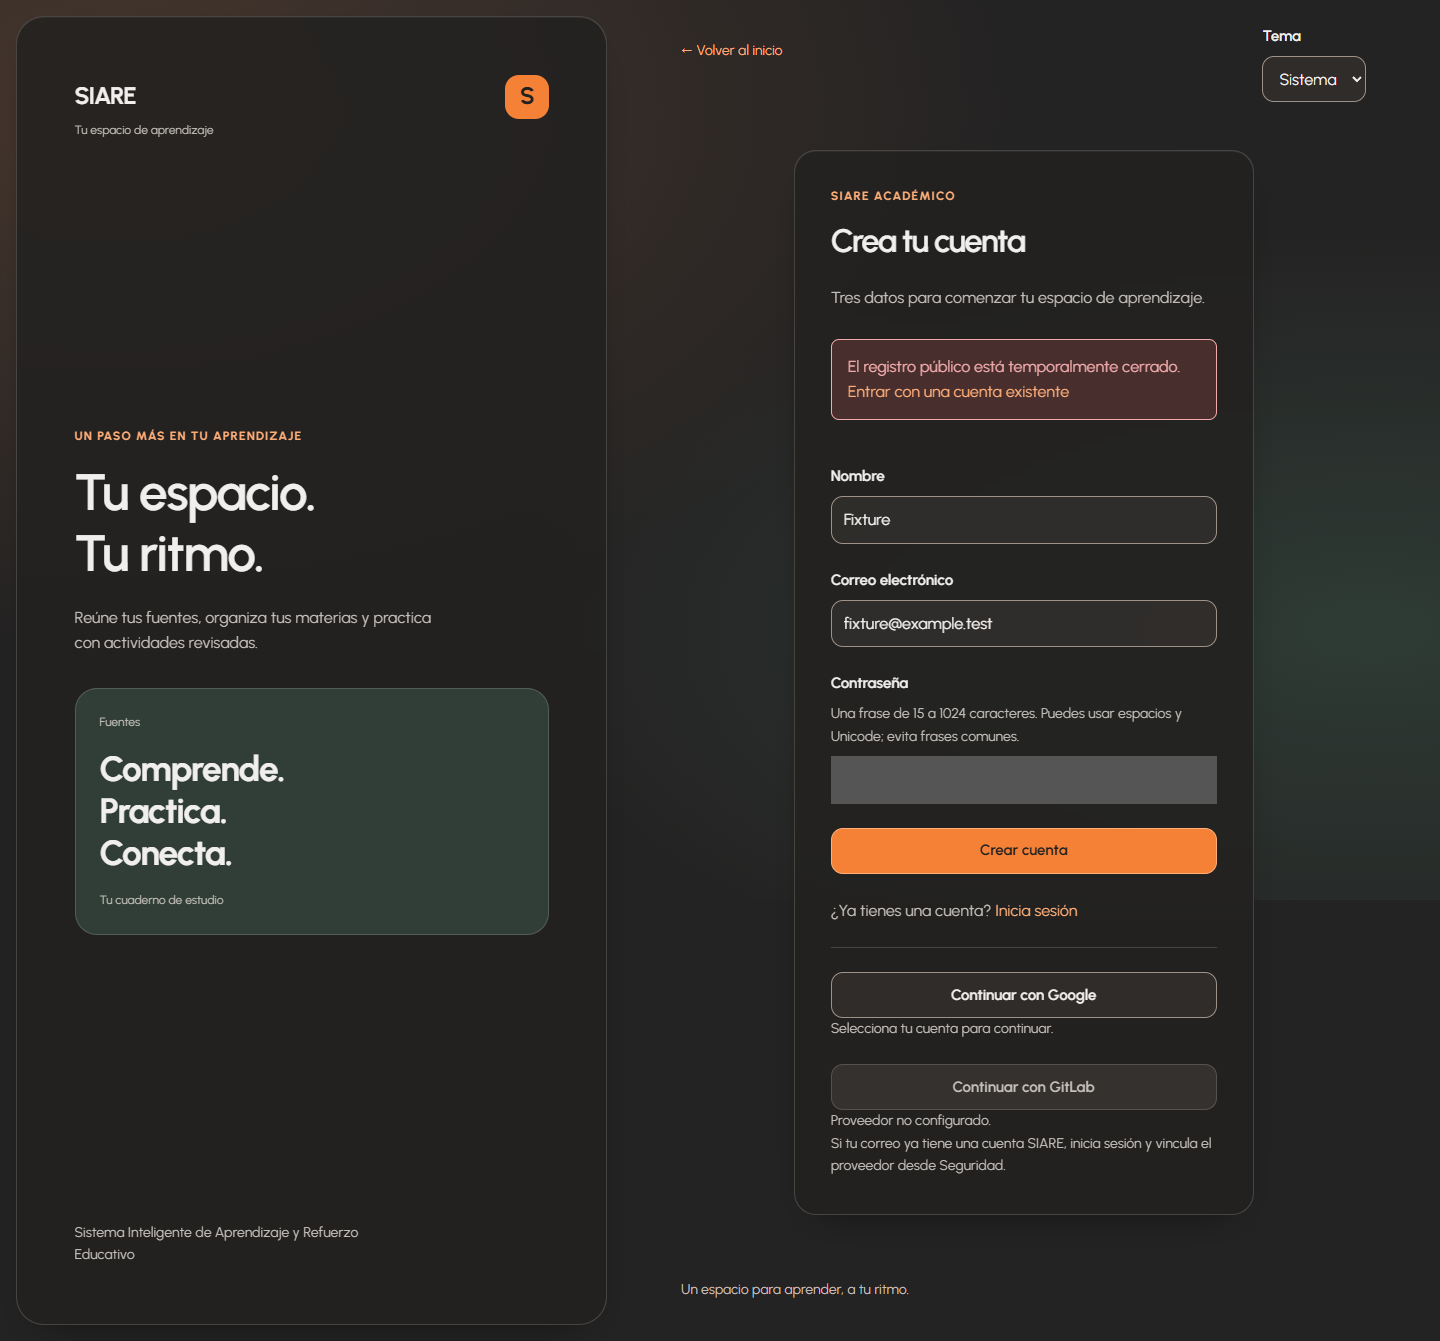 SIARE
S
Tu espacio de aprendizaje
UN PASO MÁS EN TU APRENDIZAJE
Tu espacio.
Tu ritmo.
Reúne tus fuentes, organiza tus materias y practica
con actividades revisadas.
Fuentes
Comprende.
Practica.
Conecta.
Tu cuaderno de estudio
Sistema Inteligente de Aprendizaje y Refuerzo
Educativo
← Volver al inicio
Tema
Sistema
SIARE ACADÉMICO
Crea tu cuenta
Tres datos para comenzar tu espacio de aprendizaje.
El registro público está temporalmente cerrado.
Entrar con una cuenta existente
Nombre
Fixture
Correo electrónico
fixture@example.test
Contraseña
Una frase de 15 a 1024 caracteres. Puedes usar espacios y
Unicode; evita frases comunes.
Crear cuenta
¿Ya tienes una cuenta? Inicia sesión
Continuar con Google
Selecciona tu cuenta para continuar.
Continuar con GitLab
Proveedor no configurado.
Si tu correo ya tiene una cuenta SIARE, inicia sesión y vincula el
proveedor desde Seguridad.
Un espacio para aprender, a tu ritmo.